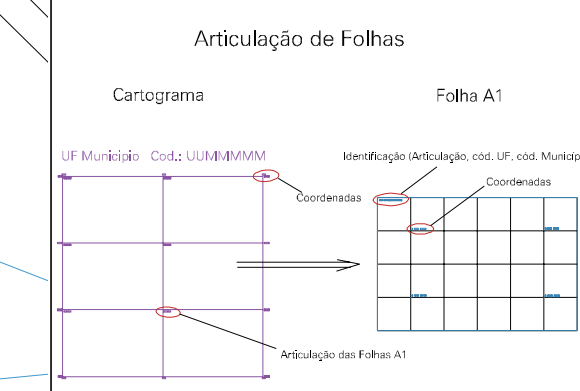 Articulação de Folhas
Cartograma
Folha A1
UF Municipio Cod.: UUMMMMM
Identificação (Articulação, cód. UF, cód. Municíp
Coordenadas
Coordenadas
Articulação das Folhas A1